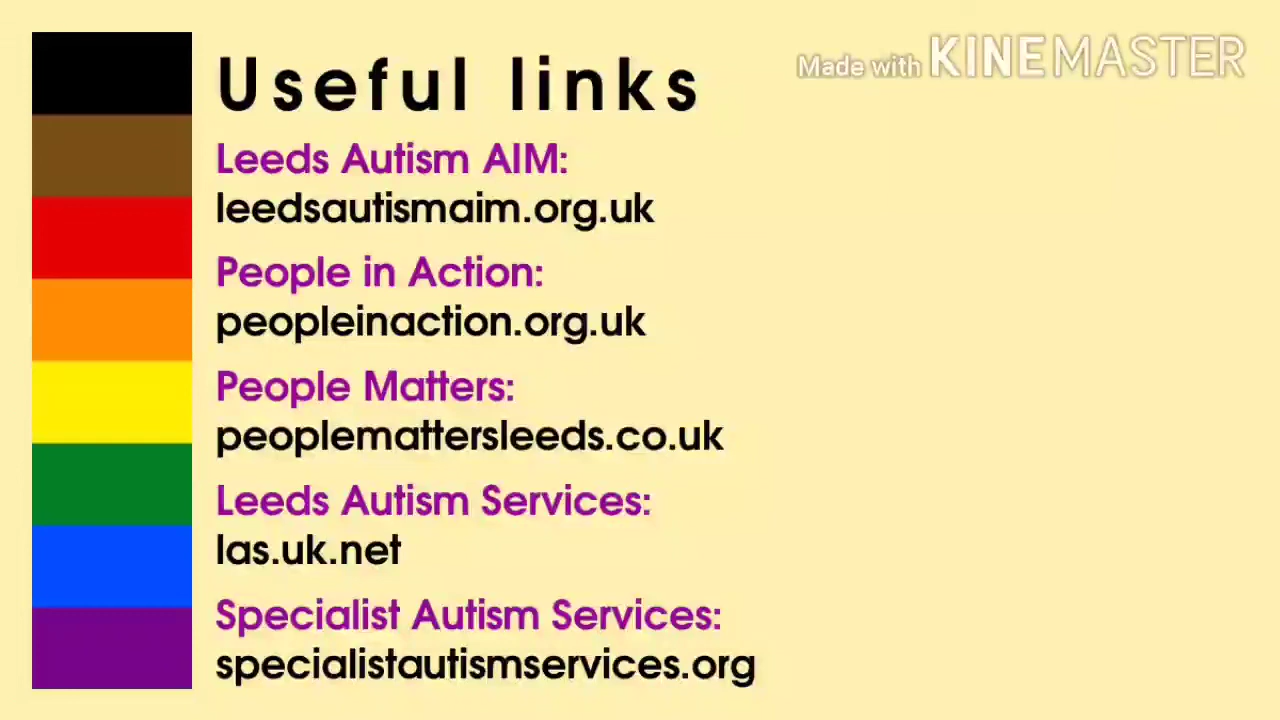 Useful links
Made with KINEMASTER
Leeds Autism AIM:
leedsautismaim.org.uk
People in Action:
peopleinaction.org.uk
People Matters:
peoplemattersleeds.co.uk
Leeds Autism Services:
las.uk.net
Specialist Autism Services:
specialistautismservices.org